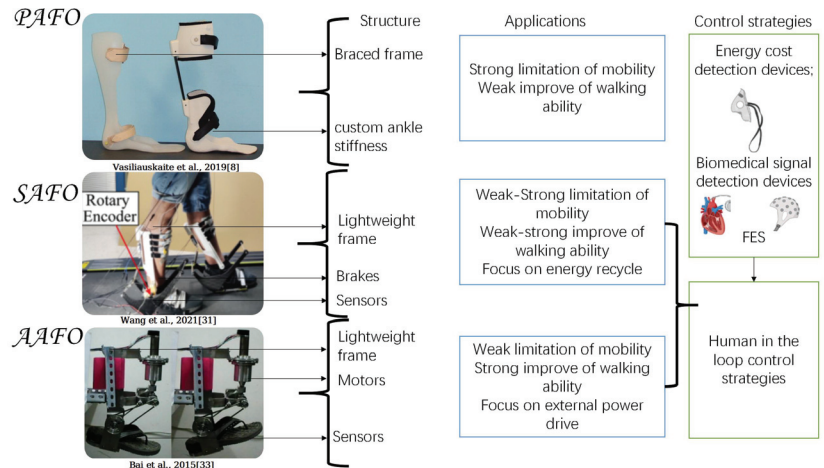 PAFO
Structure
Applications
Control strategies
Braced frame
custom ankle
stiffness
Vasiliauskaite et al., 2019[8]
Strong limitation of mobility
Weak improve of walking
ability
Energy cost
detection devices;
Biomedical signal
detection devices
FES
SAFO
Rotary
Encoder
Lightweight
frame
Brakes
Sensors
Wang et al., 2021[31]
Weak-Strong limitation of
mobility
Weak-strong improve of
walking ability
Focus on energy recycle
AAFO
Lightweight
frame
Motors
Sensors
Bai et al., 2015[33]
Weak limitation of mobility
Strong improve of walking
ability
Focus on external power
drive
Human in the
loop control
strategies